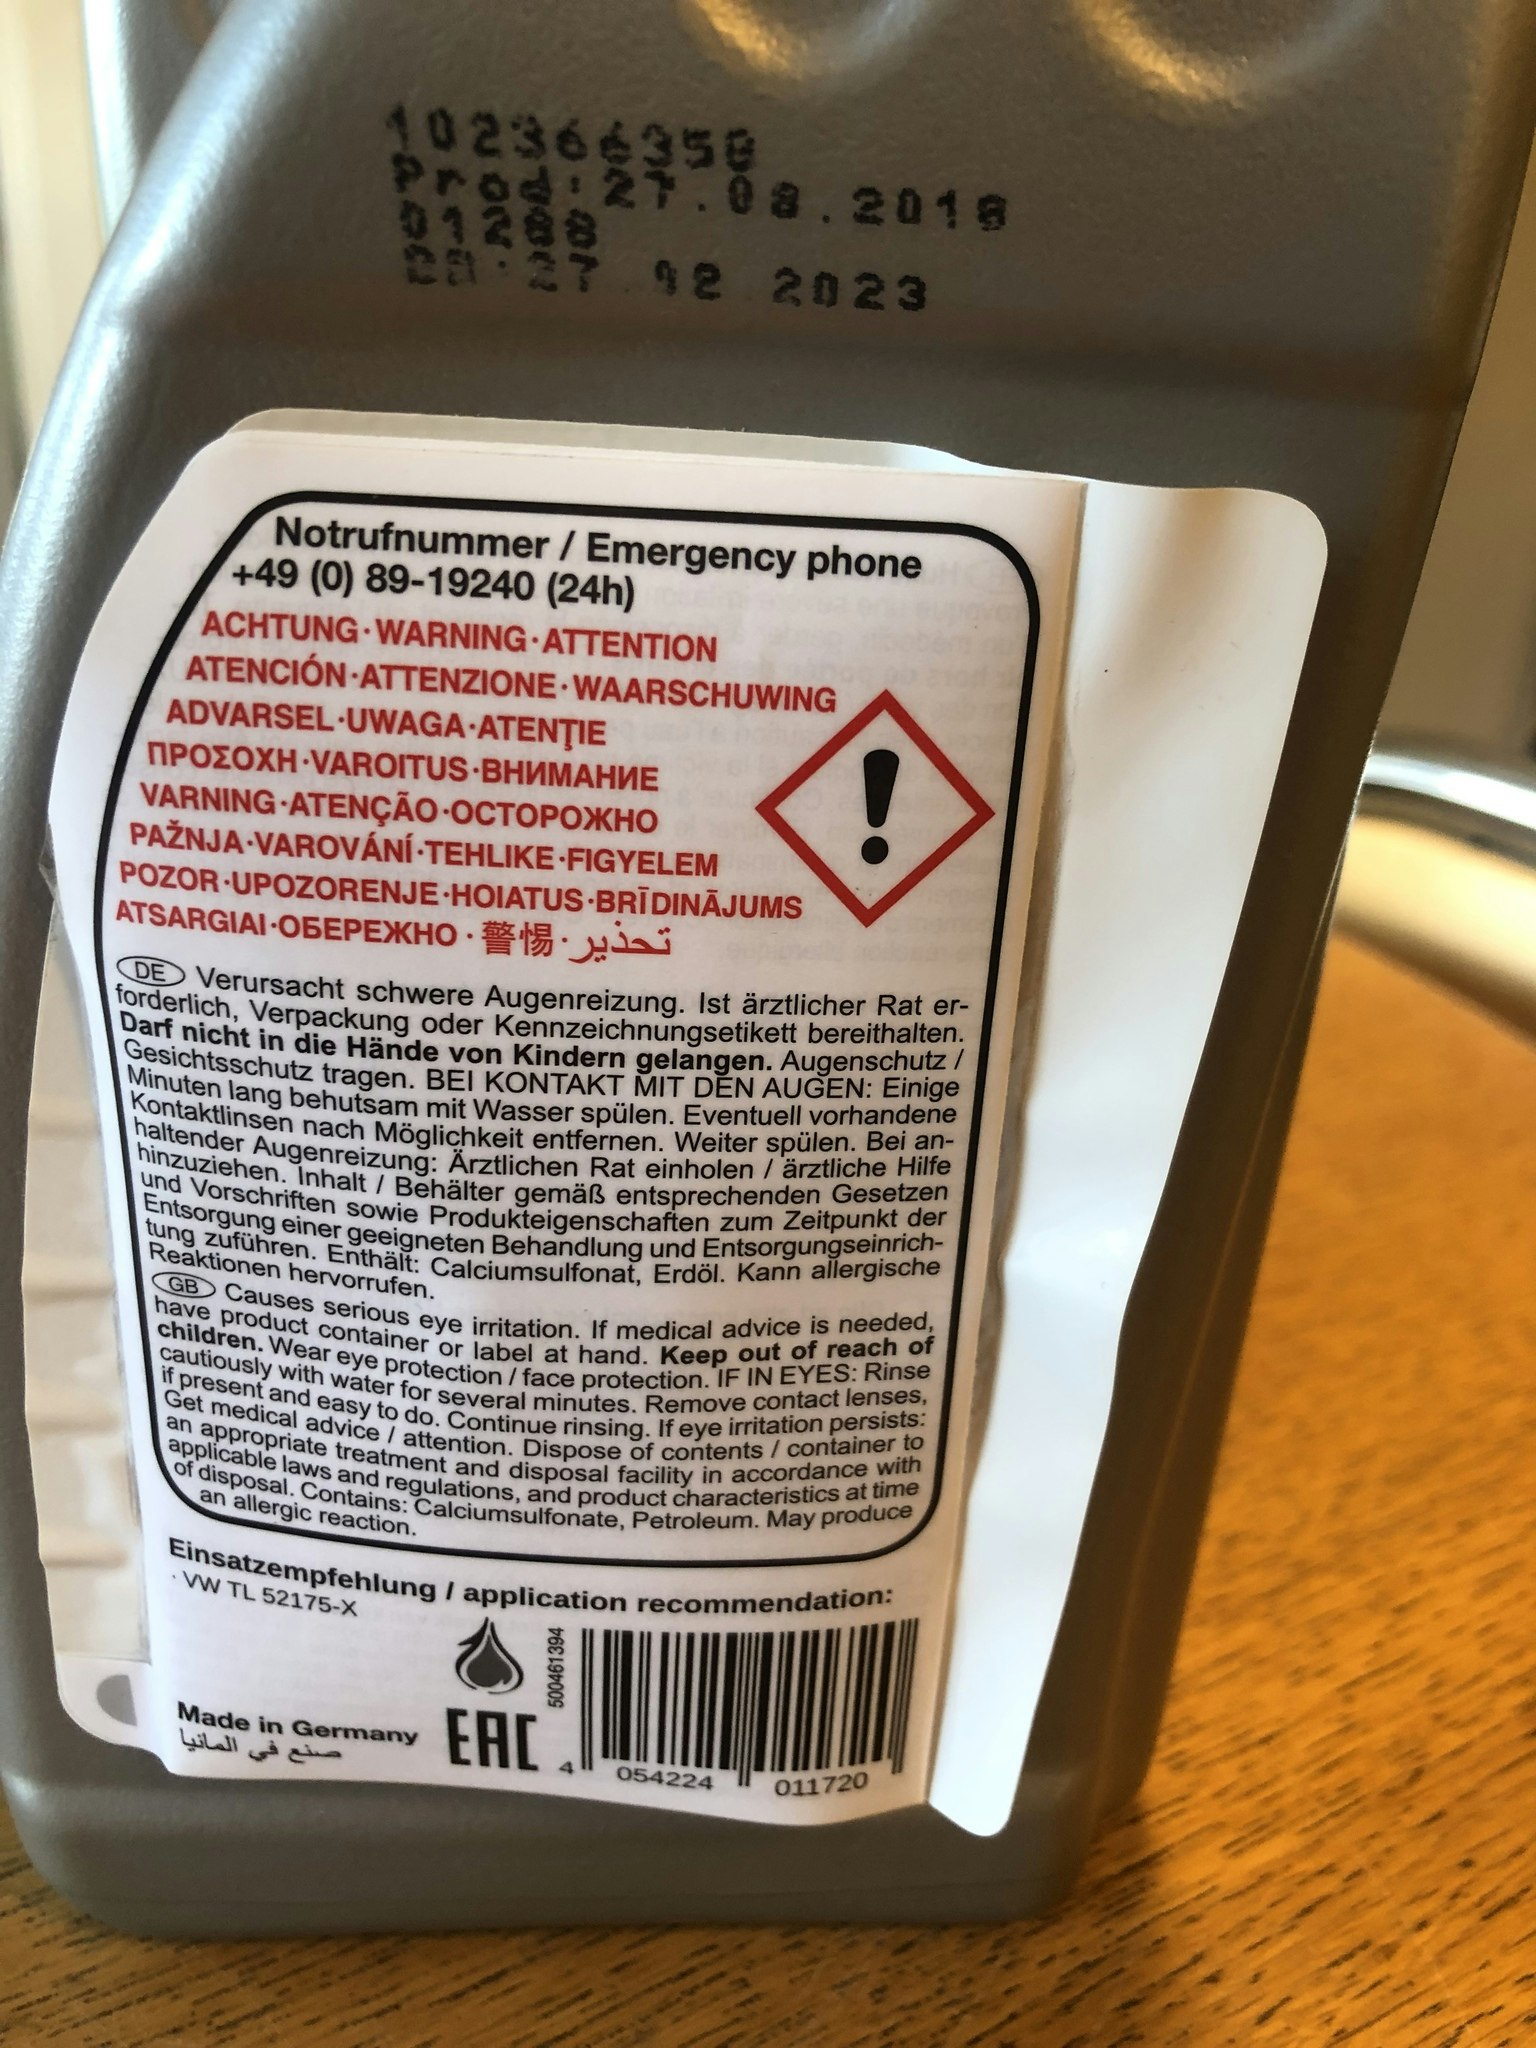 102366356
27.08.2018
2023
Notrufnummer / Emergency phone
+49 (0) 89-19240 (24h)
ACHTUNG·WARNING·ATTENTION
ATENCIÓN·ATTENZIONE·WAARSCHUWING
ADVARSEL·UWAGA·ATENŢIE
ΠΡΟΣΟΧΗ·VAROITUS·ВНИМАНИЕ
VARNING·ATENÇÃO·ОСТОРОЖНО
PAŽNJA·VAROVÁNÍ·TEHLIKE·FIGYELEM
POZOR·UPOZORENJE·HOIATUS·BRĪDINĀJUMS
ATSARGIAI·ОБЕРЕЖНО·警惕·تحذير
DE Verursacht schwere Augenreizung. Ist ärztlicher Rat er-
forderlich, Verpackung oder Kennzeichnungsetikett bereithalten.
Darf nicht in die Hände von Kindern gelangen. Augenschutz /
Gesichtsschutz tragen. BEI KONTAKT MIT DEN AUGEN: Einige
Minuten lang behutsam mit Wasser spülen. Eventuell vorhandene
Kontaktlinsen nach Möglichkeit entfernen. Weiter spülen. Bei an-
haltender Augenreizung: Ärztlichen Rat einholen / ärztliche Hilfe
hinzuziehen. Inhalt / Behälter gemäß entsprechenden Gesetzen
und Vorschriften sowie Produkteigenschaften zum Zeitpunkt der
Entsorgung einer geeigneten Behandlung und Entsorgungseinrich-
tung zuführen. Enthält: Calciumsulfonat, Erdöl. Kann allergische
Reaktionen hervorrufen.
GB Causes serious eye irritation. If medical advice is needed,
have product container or label at hand. Keep out of reach of
children. Wear eye protection / face protection. IF IN EYES: Rinse
cautiously with water for several minutes. Remove contact lenses,
if present and easy to do. Continue rinsing. If eye irritation persists:
Get medical advice / attention. Dispose of contents / container to
an appropriate treatment and disposal facility in accordance with
applicable laws and regulations, and product characteristics at time
of disposal. Contains: Calciumsulfonate, Petroleum. May produce
an allergic reaction.
Einsatzempfehlung / application recommendation:
· VW TL 52175-X
500461394
Made in Germany
صنع في المانيا
EAC
4 054224 011720